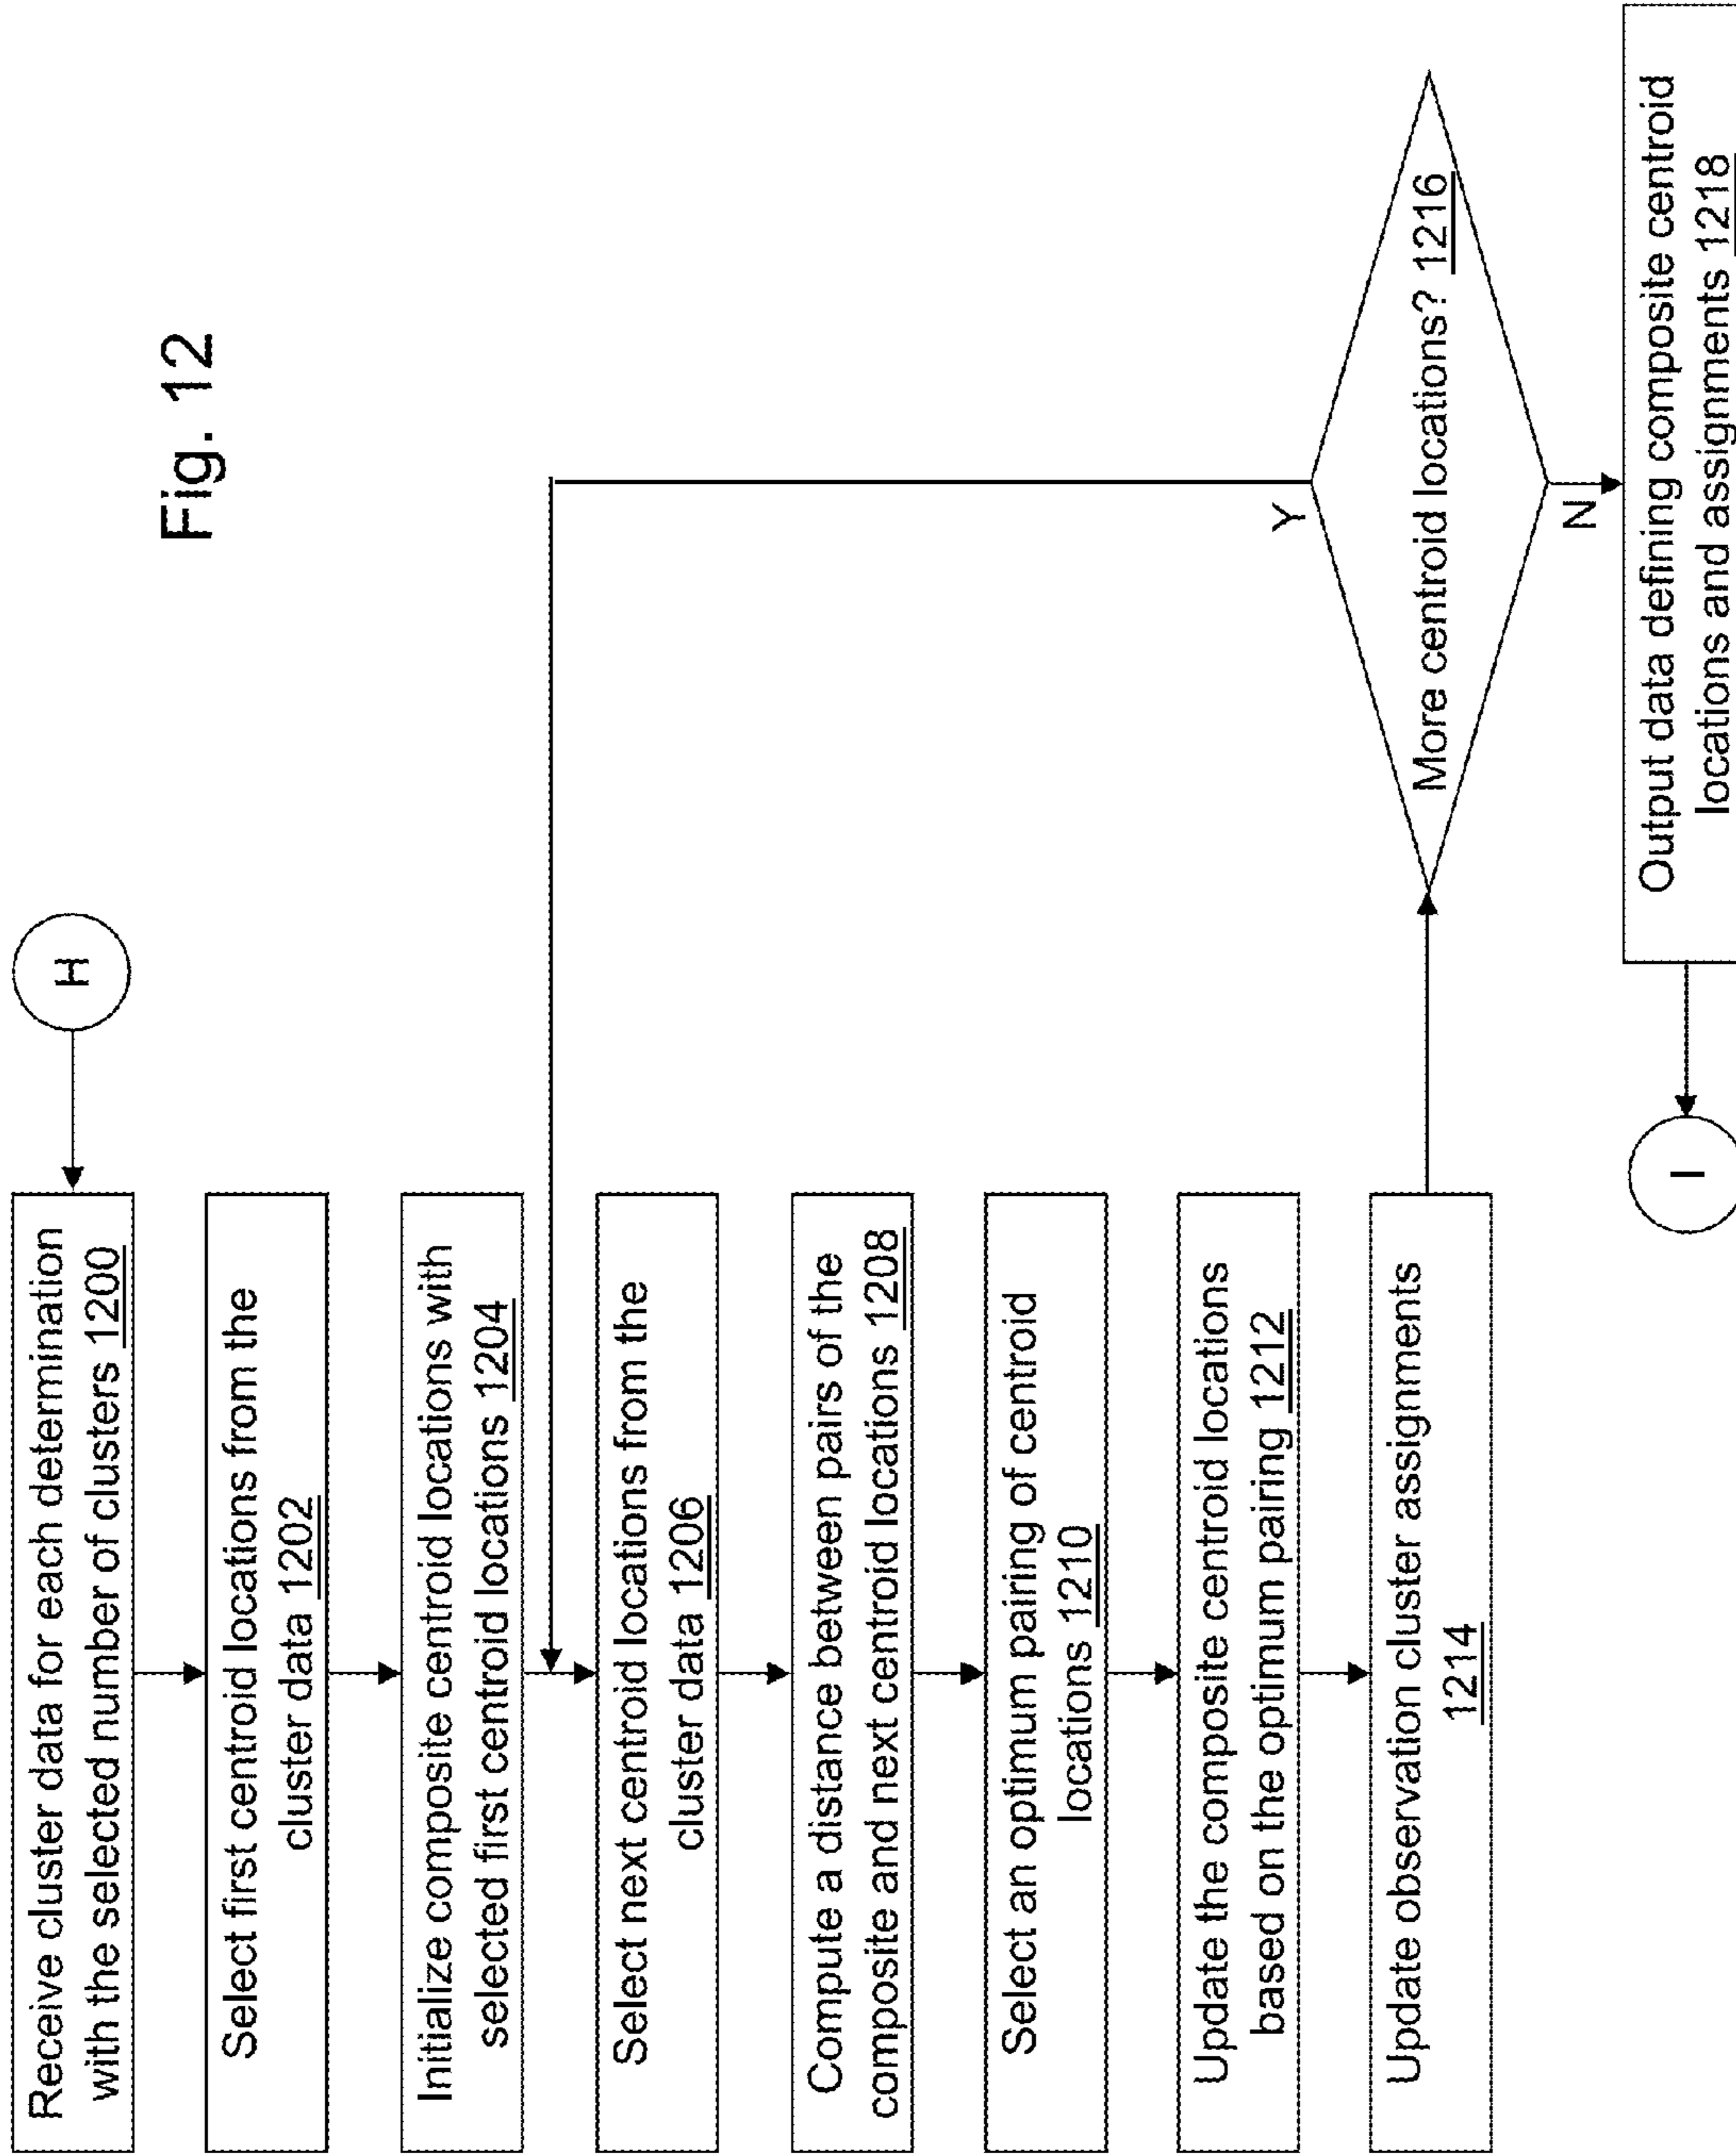 Fig. 12
H
Receive cluster data for each determination
with the selected number of clusters 1200
Select first centroid locations from the
cluster data 1202
Initialize composite centroid locations with
selected first centroid locations 1204
Select next centroid locations from the
cluster data 1206
Compute a distance between pairs of the
composite and next centroid locations 1208
Select an optimum pairing of centroid
locations 1210
Update the composite centroid locations
based on the optimum pairing 1212
Update observation cluster assignments
1214
More centroid locations? 1216
Y
N
Output data defining composite centroid
locations and assignments 1218
I